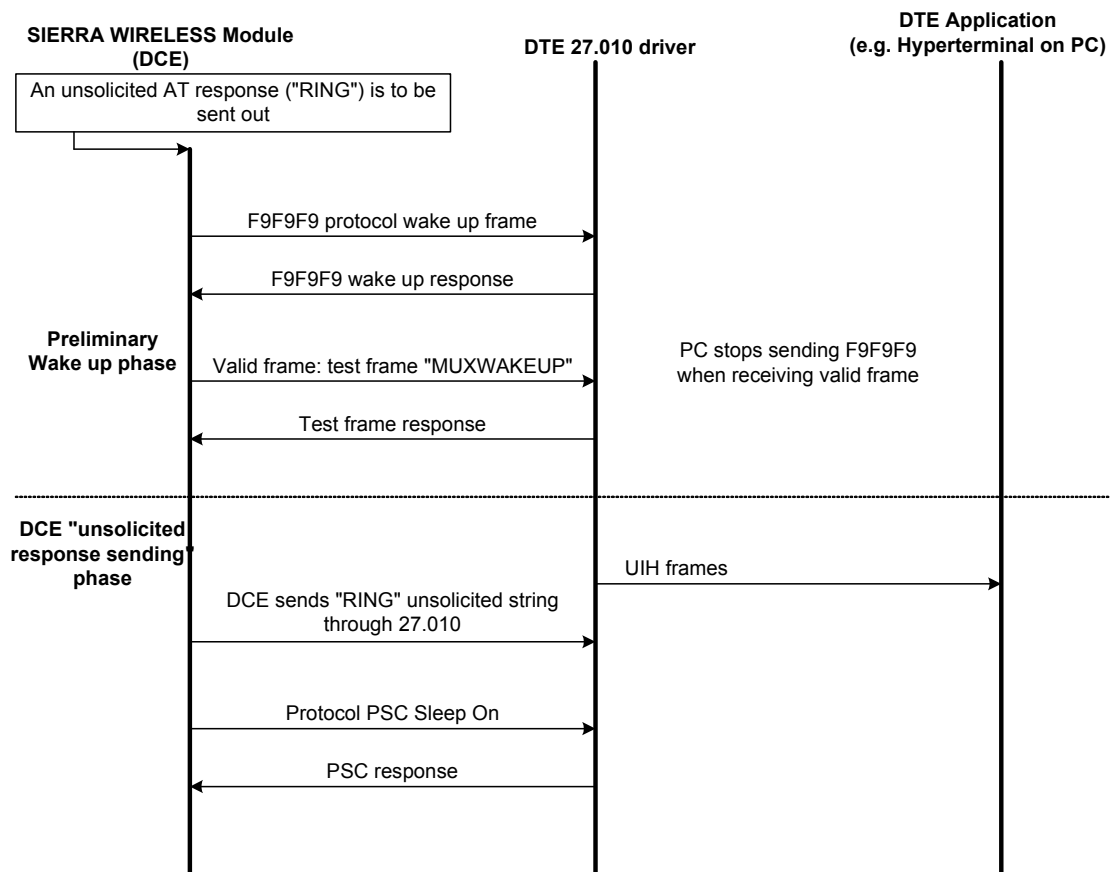 SIERRA WIRELESS Module
(DCE)
DTE 27.010 driver
DTE Application
(e.g. Hyperterminal on PC)
An unsolicited AT response ("RING") is to be
sent out
F9F9F9 protocol wake up frame
F9F9F9 wake up response
Preliminary
Wake up phase
Valid frame: test frame "MUXWAKEUP"
PC stops sending F9F9F9
when receiving valid frame
Test frame response
DCE "unsolicited
response sending"
phase
UIH frames
DCE sends "RING" unsolicited string
through 27.010
Protocol PSC Sleep On
PSC response